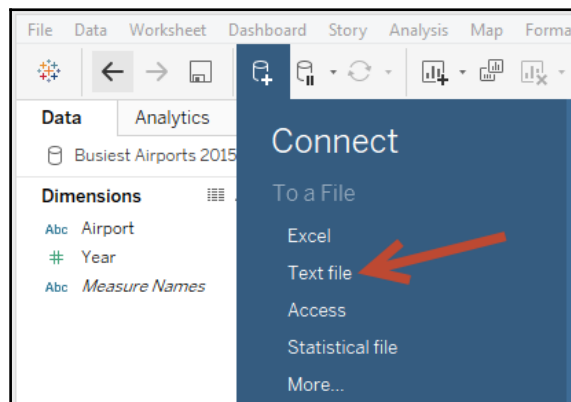 File Data Worksheet Dashboard Story Analysis Map Forma
Data Analytics
Busiest Airports 2015
Dimensions
Abc Airport
# Year
Abc Measure Names
Connect
To a File
Excel
Text file
Access
Statistical file
More...